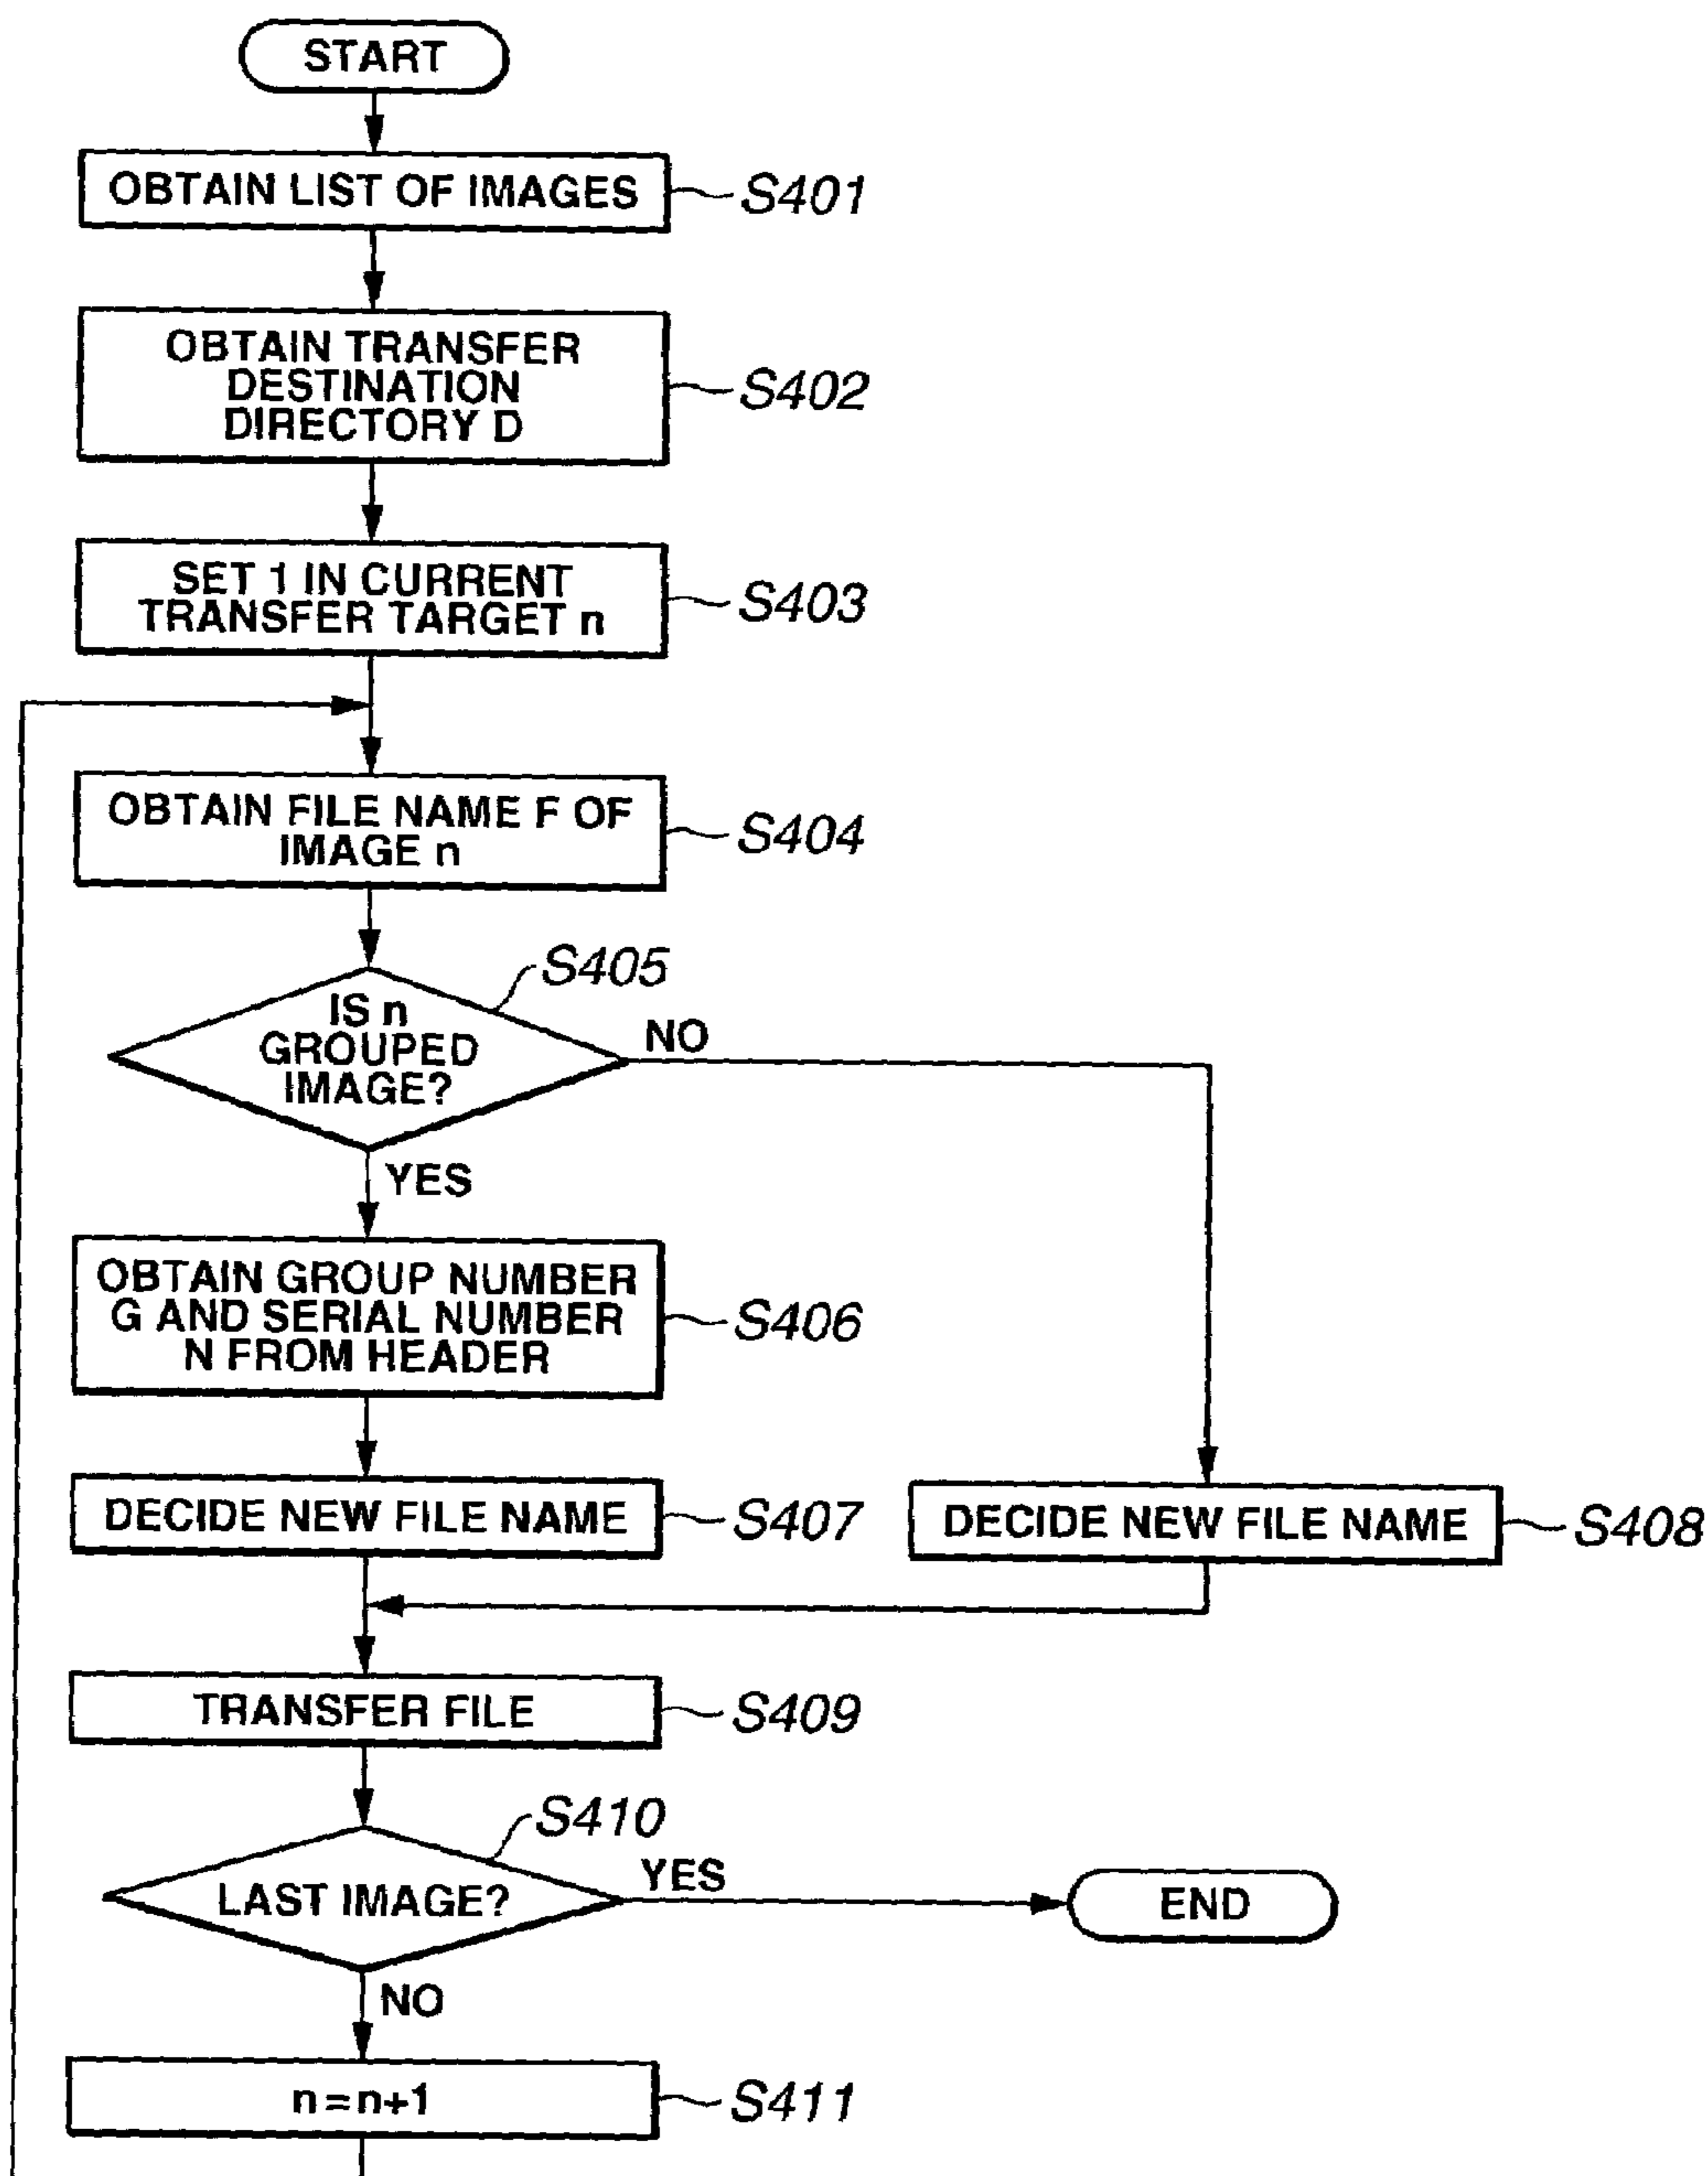 START
OBTAIN LIST OF IMAGES
S401
OBTAIN TRANSFER
DESTINATION
DIRECTORY D
S402
SET 1 IN CURRENT
TRANSFER TARGET n
S403
OBTAIN FILE NAME F OF
IMAGE n
S404
S405
IS n
GROUPED
IMAGE?
NO
YES
OBTAIN GROUP NUMBER
G AND SERIAL NUMBER
N FROM HEADER
S406
DECIDE NEW FILE NAME
S407
DECIDE NEW FILE NAME
S408
TRANSFER FILE
S409
S410
LAST IMAGE?
YES
END
NO
n=n+1
S411